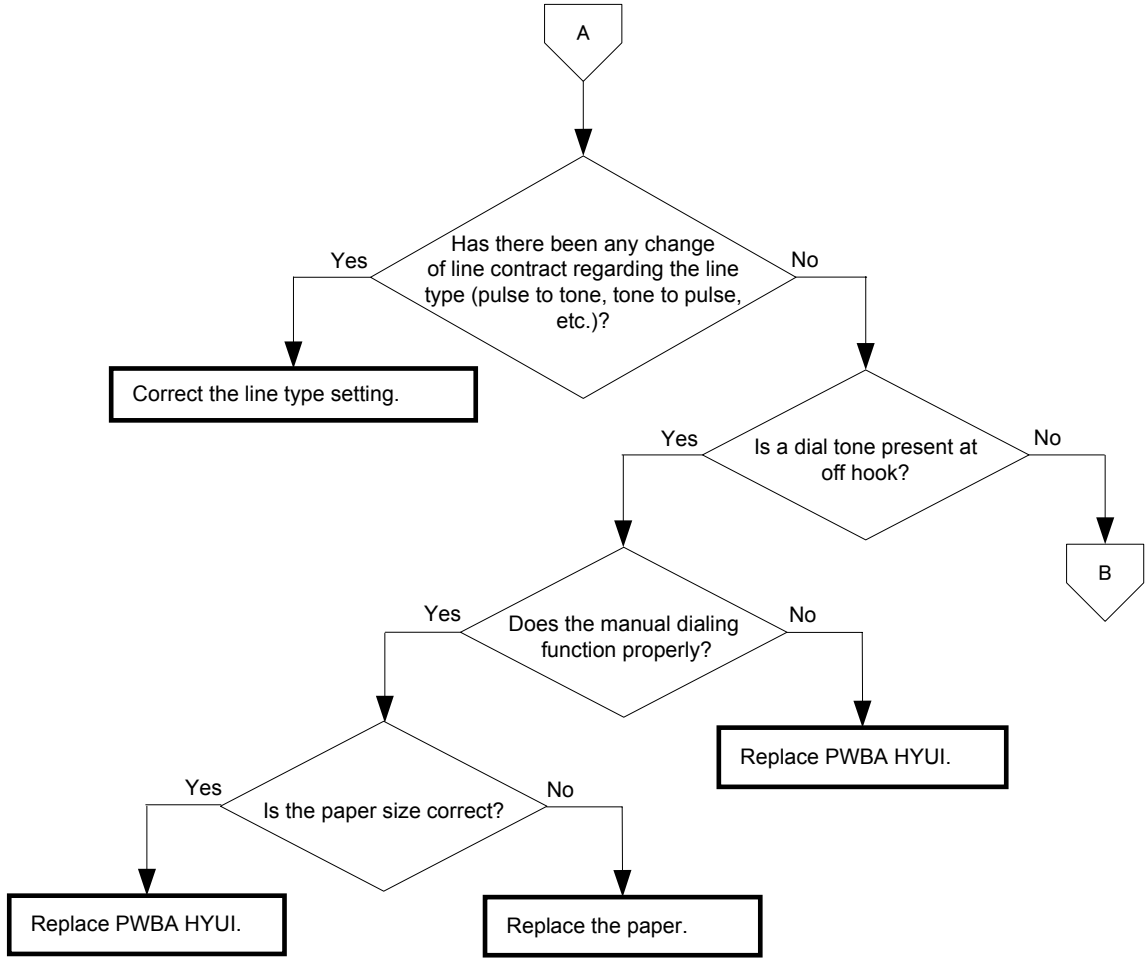 A
Has there been any change
of line contract regarding the line
type (pulse to tone, tone to pulse,
etc.)?
Yes
No
Correct the line type setting.
Is a dial tone present at
off hook?
Yes
No
B
Does the manual dialing
function properly?
Yes
No
Replace PWBA HYUI.
Is the paper size correct?
Yes
No
Replace PWBA HYUI.
Replace the paper.